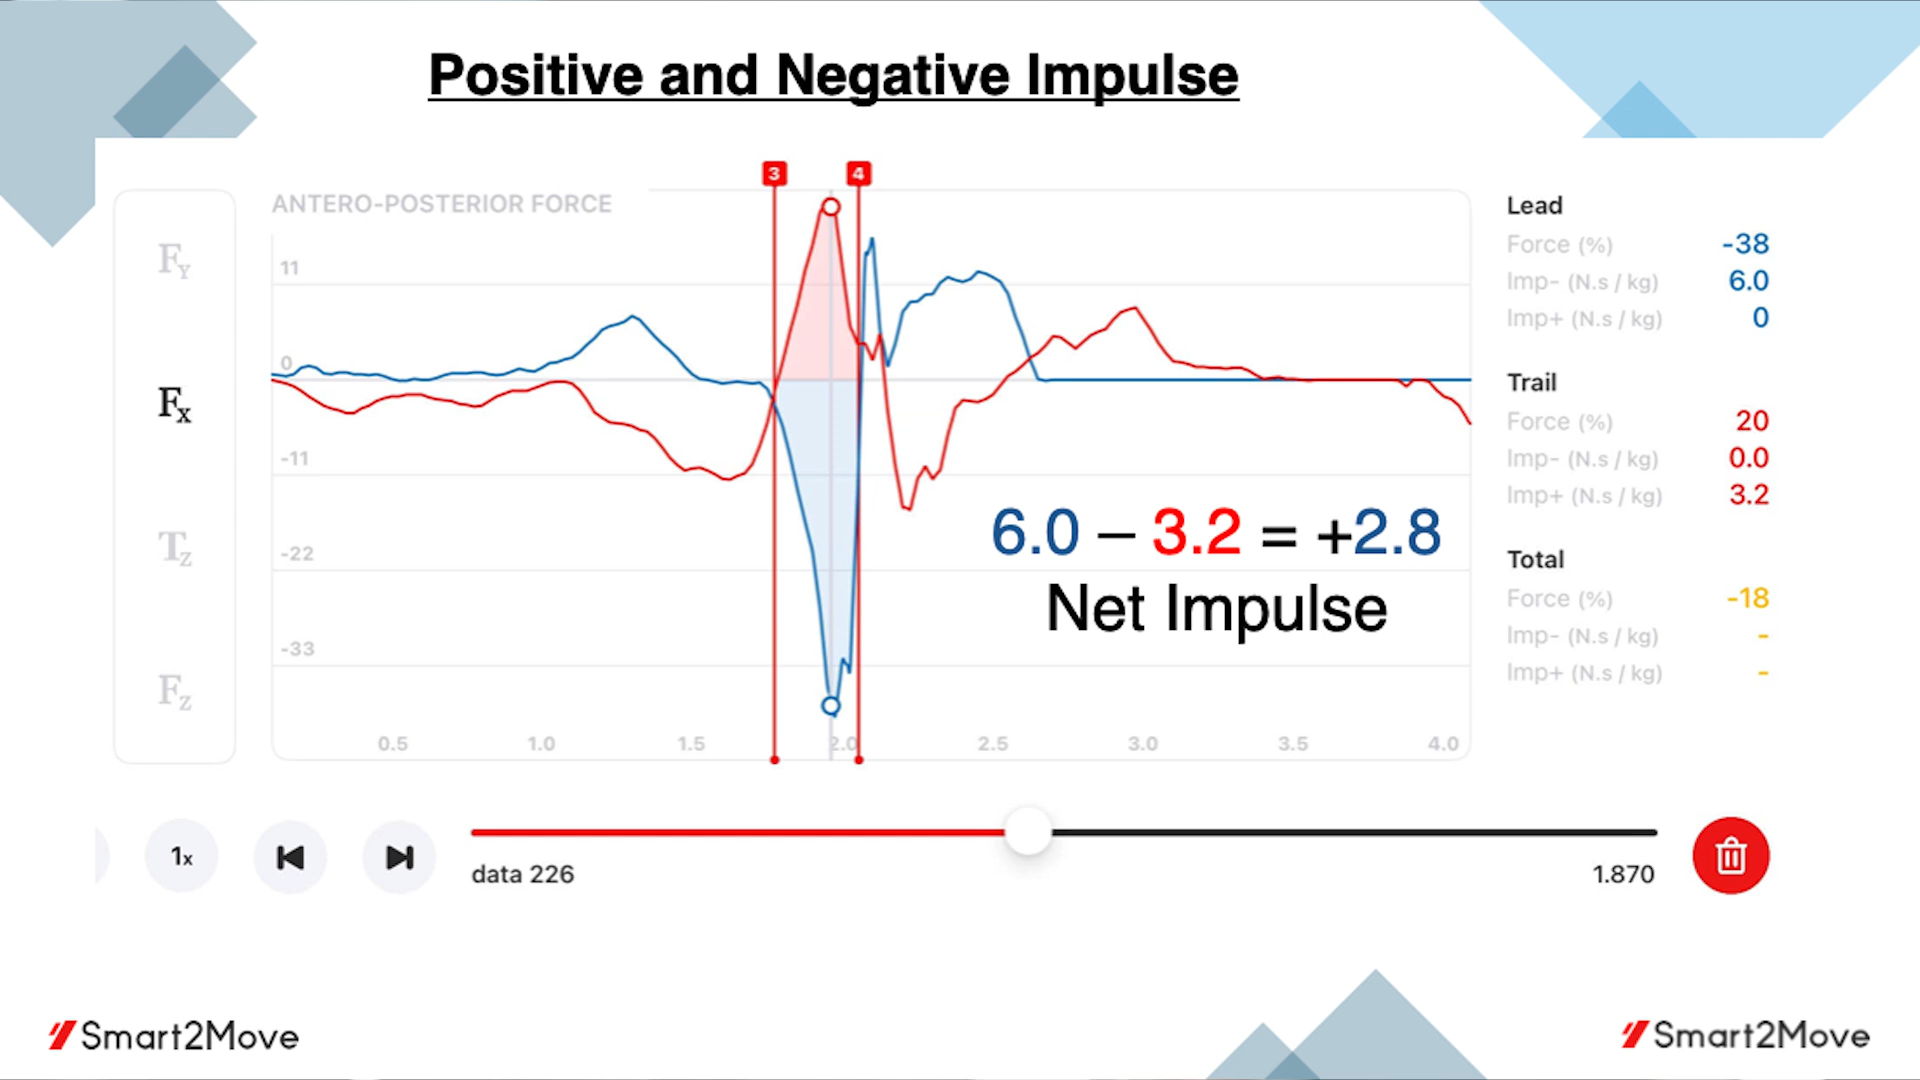 Positive and Negative Impulse
3
4
ANTERO-POSTERIOR FORCE
FY
Fx
Tz
Fz
11
0
-11
-22
-33
0.5 1.0 1.5 2.0 2.5 3.0 3.5 4.0
6.0 – 3.2 = +2.8
Net Impulse
Lead
Force (%) -38
Imp- (N.s / kg) 6.0
Imp+ (N.s / kg) 0
Trail
Force (%) 20
Imp- (N.s / kg) 0.0
Imp+ (N.s / kg) 3.2
Total
Force (%) -18
Imp- (N.s / kg) -
Imp+ (N.s / kg) -
1x
data 226
1.870
Smart2Move
Smart2Move